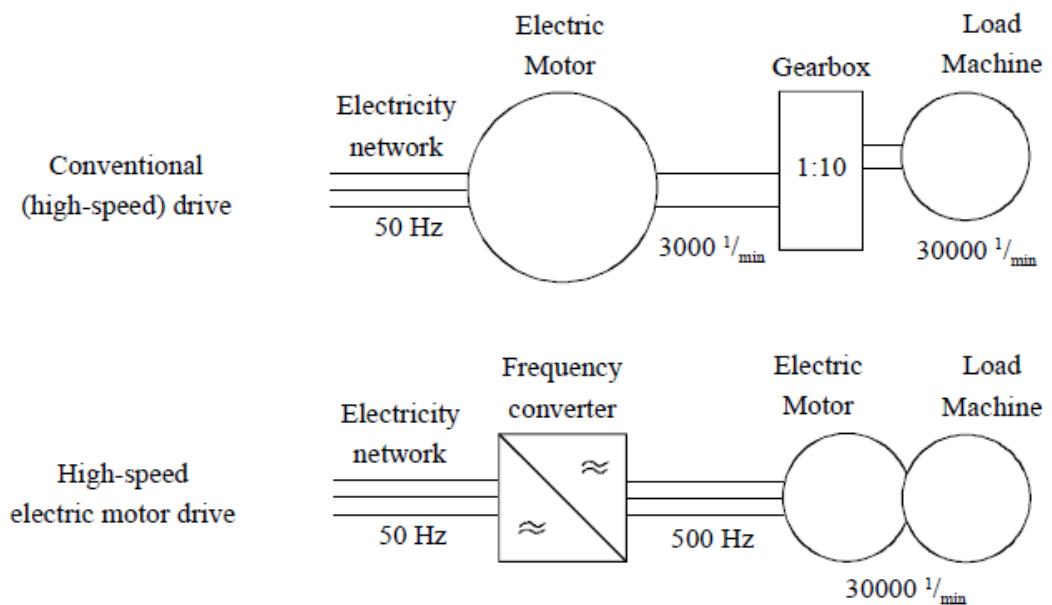 Electric
Motor
Gearbox
Load
Machine
Electricity
network
Conventional
(high-speed) drive
1:10
50 Hz
3000 ¹/min
30000 ¹/min
Frequency
converter
Electric
Motor
Load
Machine
Electricity
network
High-speed
electric motor drive
≈
≈
50 Hz
500 Hz
30000 ¹/min